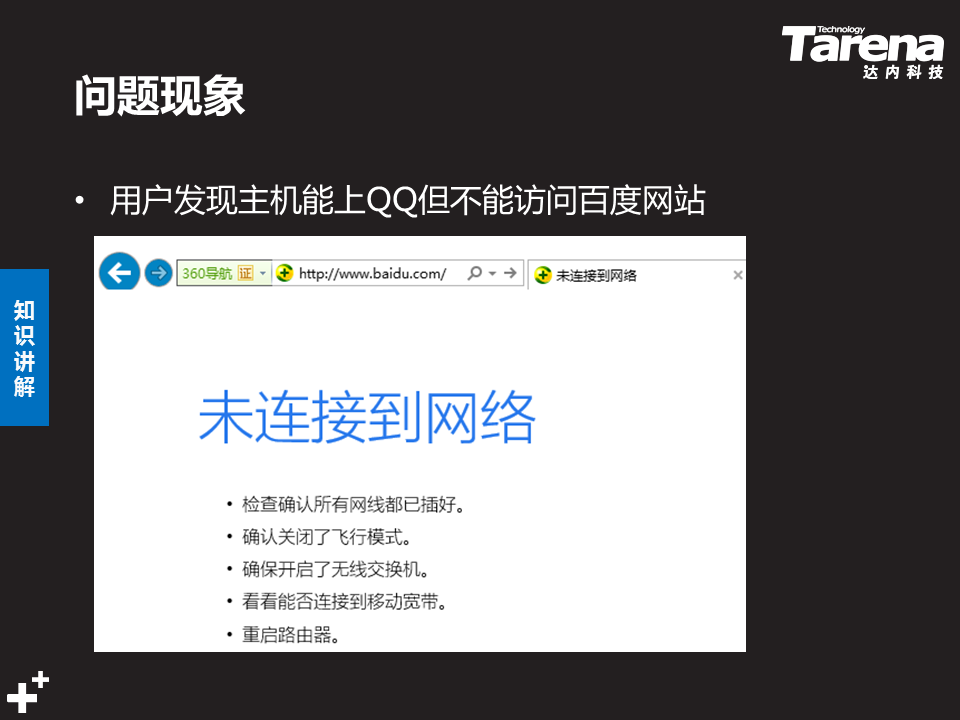 Technology
Tarena
达内科技
问题现象
• 用户发现主机能上QQ但不能访问百度网站
360导航 证 http://www.baidu.com/ 未连接到网络 ×
知识讲解
未连接到网络
• 检查确认所有网线都已插好。
• 确认关闭了飞行模式。
• 确保开启了无线交换机。
• 看看能否连接到移动宽带。
• 重启路由器。